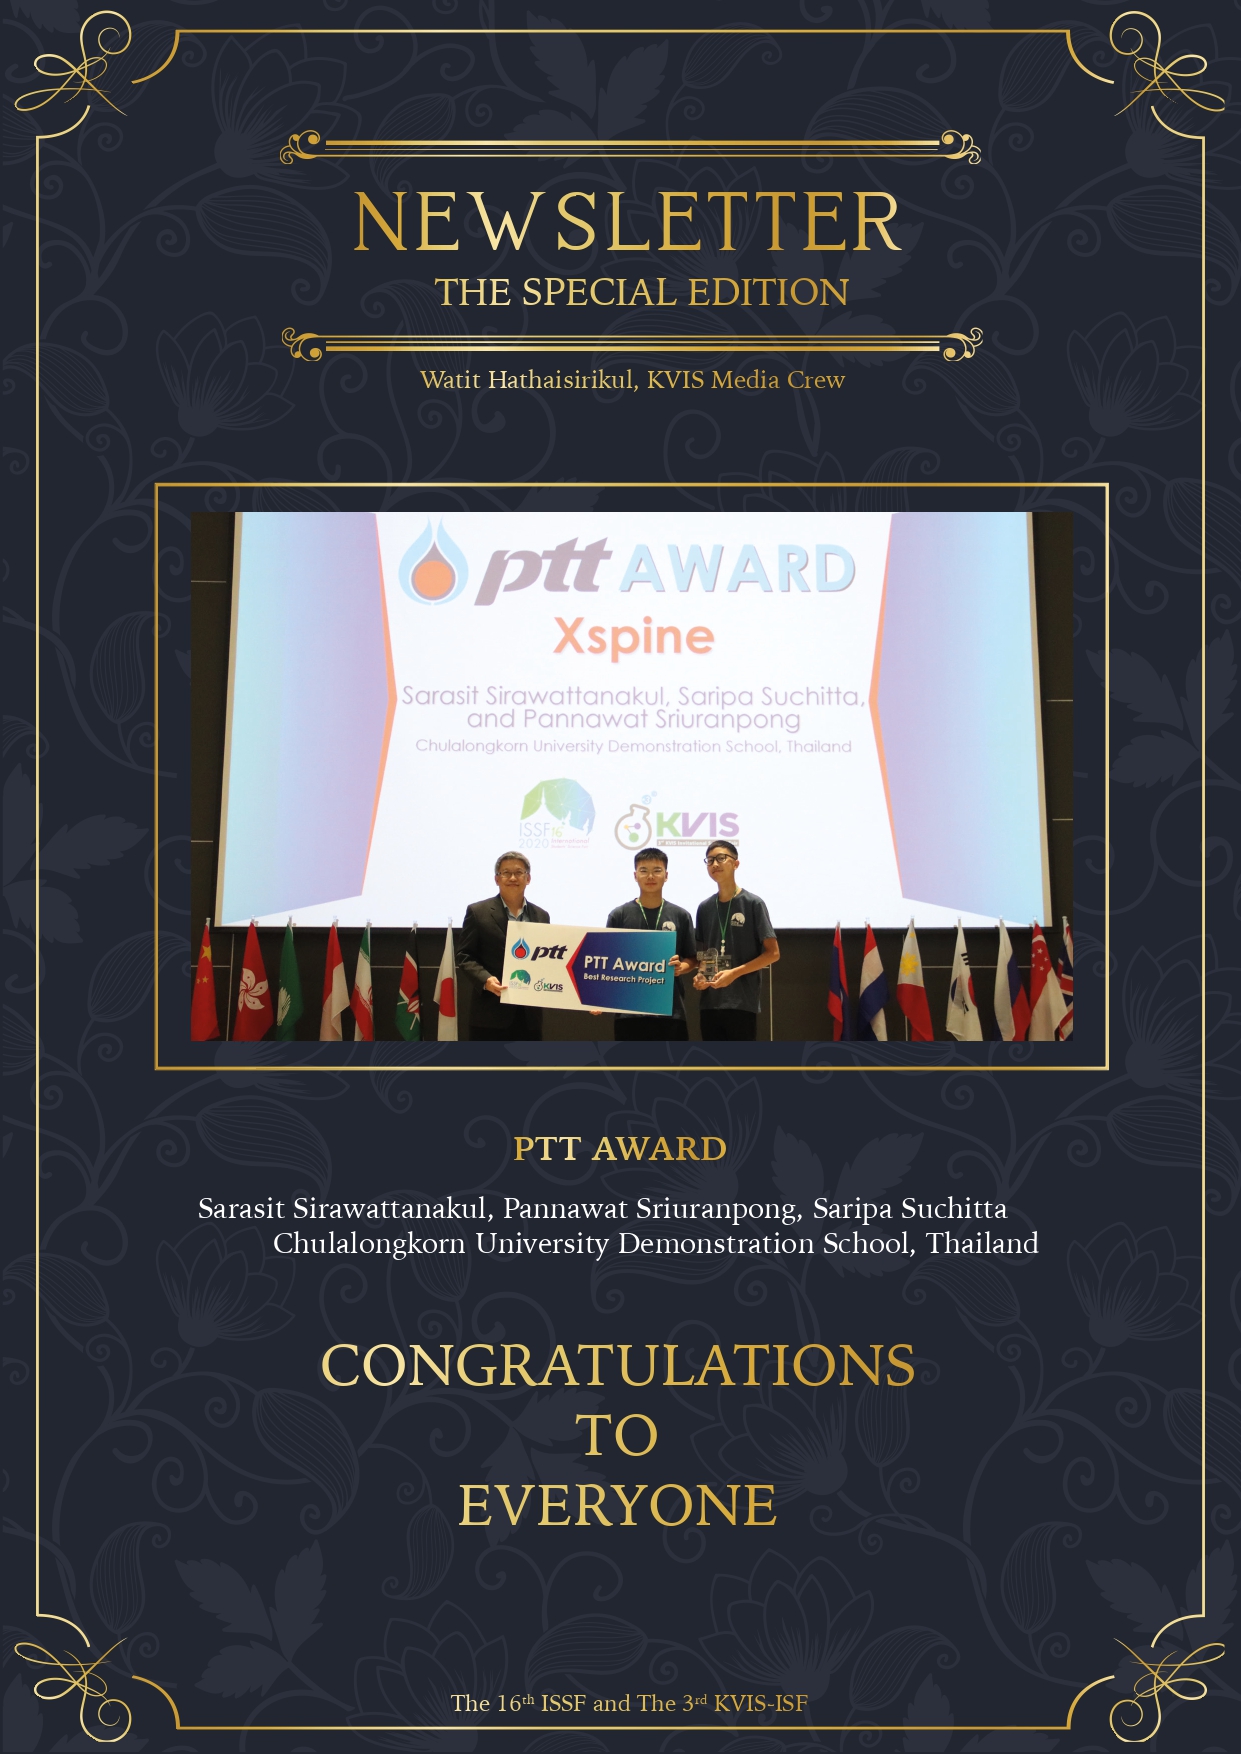 NEWSLETTER
THE SPECIAL EDITION
Watit Hathaisirikul, KVIS Media Crew
ptt AWARD
Xspine
Sarasit Sirawattanakul, Saripa Suchitta,
and Pannawat Sriuranpong
Chulalongkorn University Demonstration School, Thailand
ISSF 16th
2020 International
KVIS
ptt
PTT Award
Best Research Project
KVIS
PTT AWARD
Sarasit Sirawattanakul, Pannawat Sriuranpong, Saripa Suchitta
Chulalongkorn University Demonstration School, Thailand
CONGRATULATIONS
TO
EVERYONE
The 16th ISSF and The 3rd KVIS-ISF